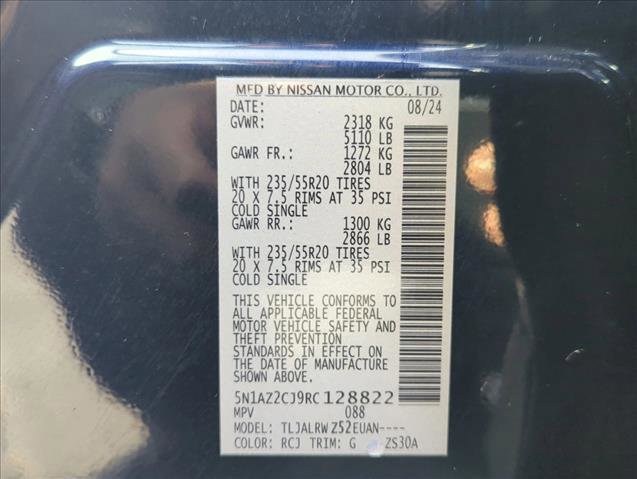 MFD BY NISSAN MOTOR CO., LTD.
DATE: 08/24
GVWR: 2318 KG
5110 LB
GAWR FR.: 1272 KG
2804 LB
WITH 235/55R20 TIRES
20 X 7.5 RIMS AT 35 PSI
COLD SINGLE
GAWR RR.: 1300 KG
2866 LB
WITH 235/55R20 TIRES
20 X 7.5 RIMS AT 35 PSI
COLD SINGLE
THIS VEHICLE CONFORMS TO
ALL APPLICABLE FEDERAL
MOTOR VEHICLE SAFETY AND
THEFT PREVENTION
STANDARDS IN EFFECT ON
THE DATE OF MANUFACTURE
SHOWN ABOVE.
5N1AZ2CJ9RC128822
MPV 088
MODEL: TLJALRWZ52EUAN----
COLOR: RCJ TRIM: G ZS30A